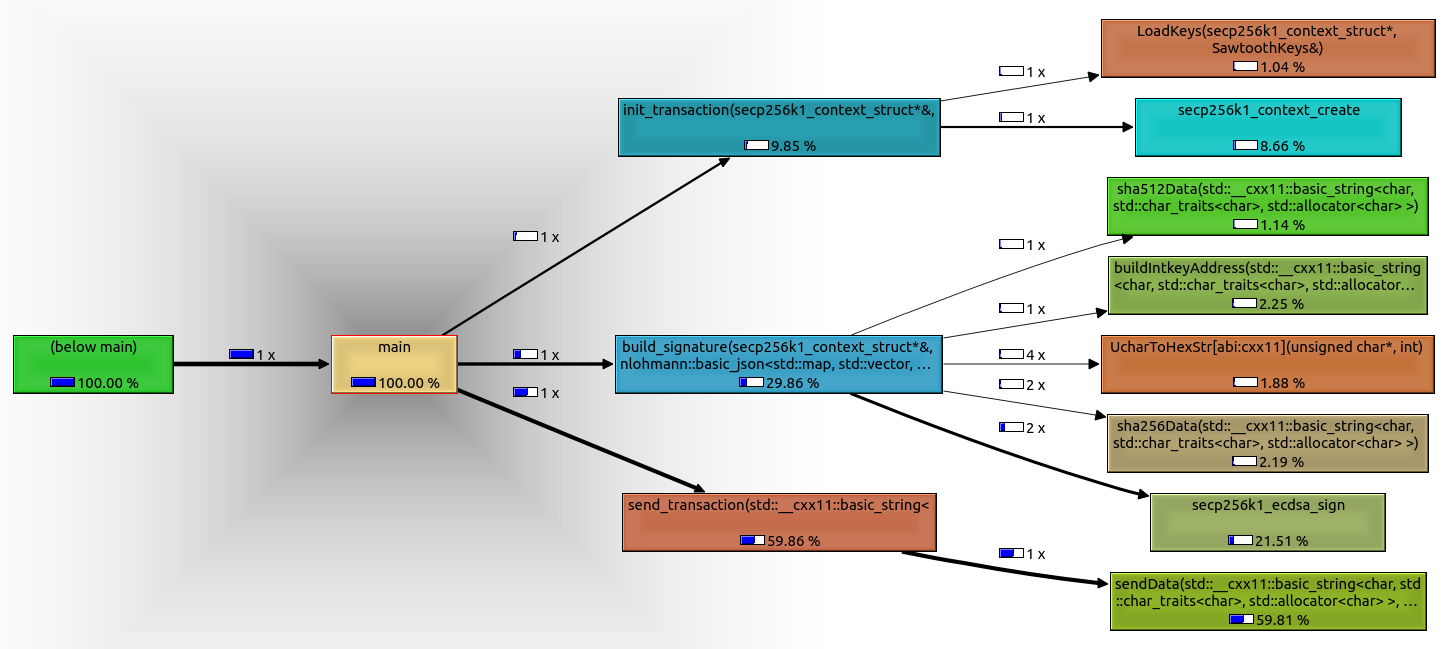 (below main)
100.00 %
1 x
main
100.00 %
1 x
1 x
1 x
init_transaction(secp256k1_context_struct*&,
9.85 %
build_signature(secp256k1_context_struct*&,
nlohmann::basic_json<std::map, std::vector, ...
29.86 %
send_transaction(std::__cxx11::basic_string<
59.86 %
1 x
1 x
1 x
1 x
4 x
2 x
2 x
1 x
LoadKeys(secp256k1_context_struct*,
SawtoothKeys&)
1.04 %
secp256k1_context_create
8.66 %
sha512Data(std::__cxx11::basic_string<char,
std::char_traits<char>, std::allocator<char> >)
1.14 %
buildIntkeyAddress(std::__cxx11::basic_string
<char, std::char_traits<char>, std::allocator...
2.25 %
UcharToHexStr[abi:cxx11](unsigned char*, int)
1.88 %
sha256Data(std::__cxx11::basic_string<char,
std::char_traits<char>, std::allocator<char> >)
2.19 %
secp256k1_ecdsa_sign
21.51 %
sendData(std::__cxx11::basic_string<char, std
::char_traits<char>, std::allocator<char> >, ...
59.81 %